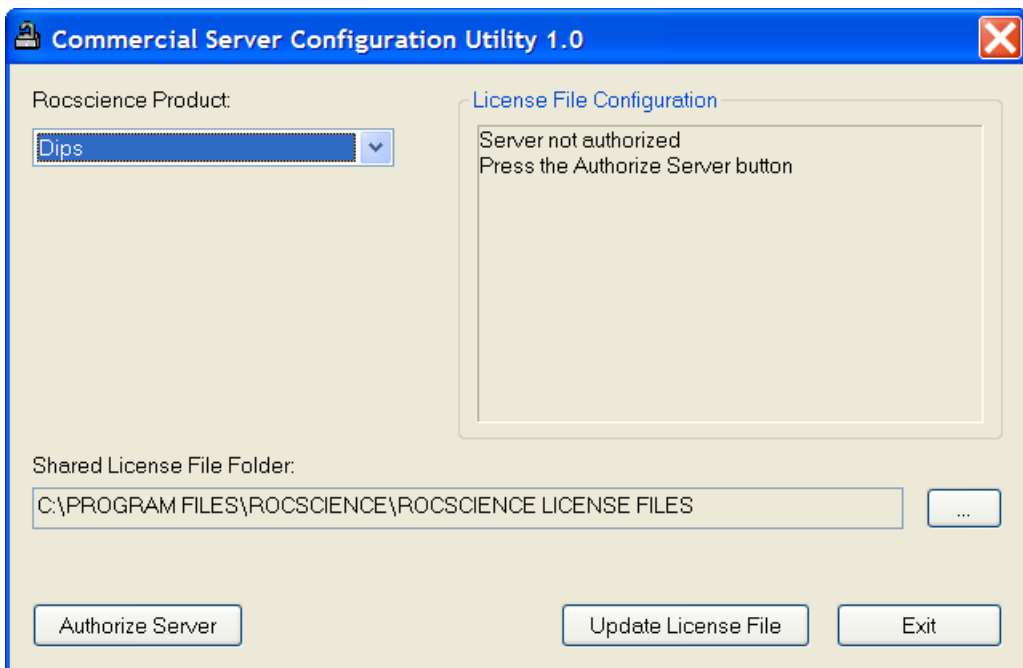 Commercial Server Configuration Utility 1.0
Rocscience Product:
Dips
License File Configuration
Server not authorized
Press the Authorize Server button
Shared License File Folder:
C:\PROGRAM FILES\ROCSCIENCE\ROCSCIENCE LICENSE FILES
...
Authorize Server
Update License File
Exit